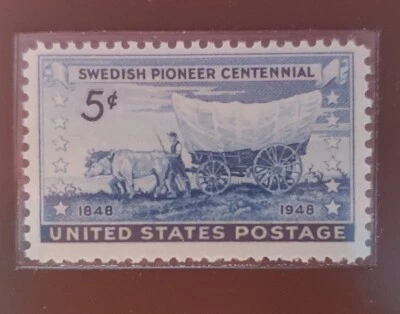 SWEDISH PIONEER CENTENNIAL
5¢
1848 1948
UNITED STATES POSTAGE